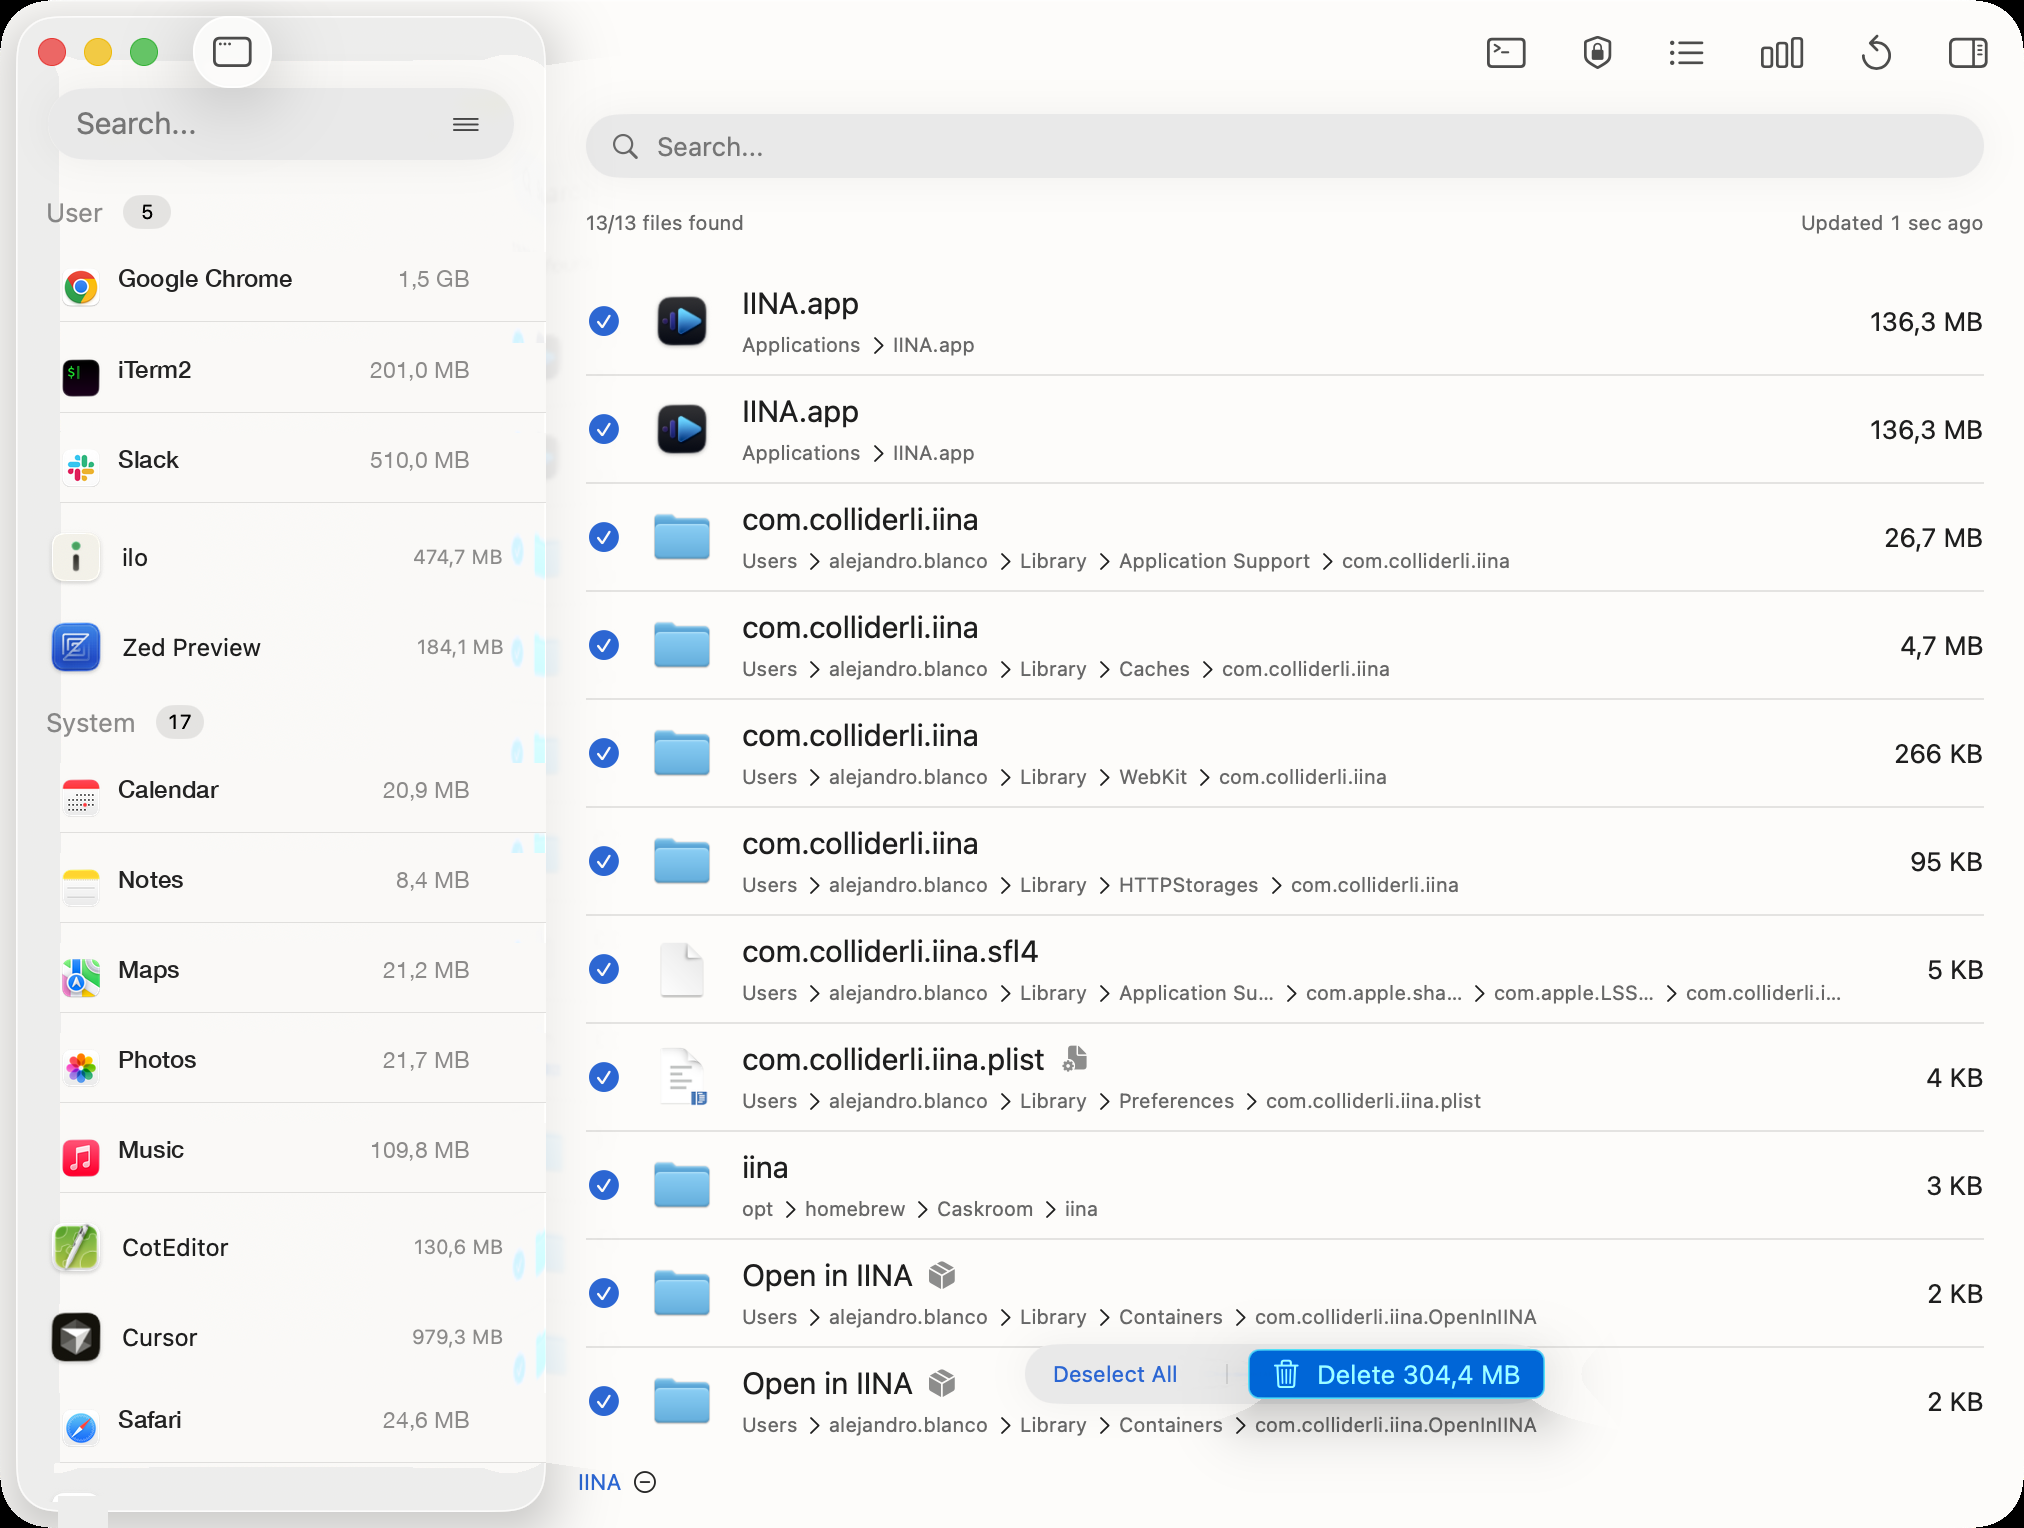 Search...
User 5
Google Chrome 1,5 GB
iTerm2 201,0 MB
Slack 510,0 MB
ilo 474,7 MB
Zed Preview 184,1 MB
System 17
Calendar 20,9 MB
Notes 8,4 MB
Maps 21,2 MB
Photos 21,7 MB
Music 109,8 MB
CotEditor 130,6 MB
Cursor 979,3 MB
Safari 24,6 MB
Search...
13/13 files found Updated 1 sec ago
IINA.app 136,3 MB
Applications > IINA.app
IINA.app 136,3 MB
Applications > IINA.app
com.colliderli.iina 26,7 MB
Users > alejandro.blanco > Library > Application Support > com.colliderli.iina
com.colliderli.iina 4,7 MB
Users > alejandro.blanco > Library > Caches > com.colliderli.iina
com.colliderli.iina 266 KB
Users > alejandro.blanco > Library > WebKit > com.colliderli.iina
com.colliderli.iina 95 KB
Users > alejandro.blanco > Library > HTTPStorages > com.colliderli.iina
com.colliderli.iina.sfl4 5 KB
Users > alejandro.blanco > Library > Application Su... > com.apple.sha... > com.apple.LSS... > com.colliderli.i...
com.colliderli.iina.plist 4 KB
Users > alejandro.blanco > Library > Preferences > com.colliderli.iina.plist
iina 3 KB
opt > homebrew > Caskroom > iina
Open in IINA 2 KB
Users > alejandro.blanco > Library > Containers > com.colliderli.iina.OpenInIINA
Open in IINA 2 KB
Users > alejandro.blanco > Library > Containers > com.colliderli.iina.OpenInIINA
Deselect All Delete 304,4 MB
IINA